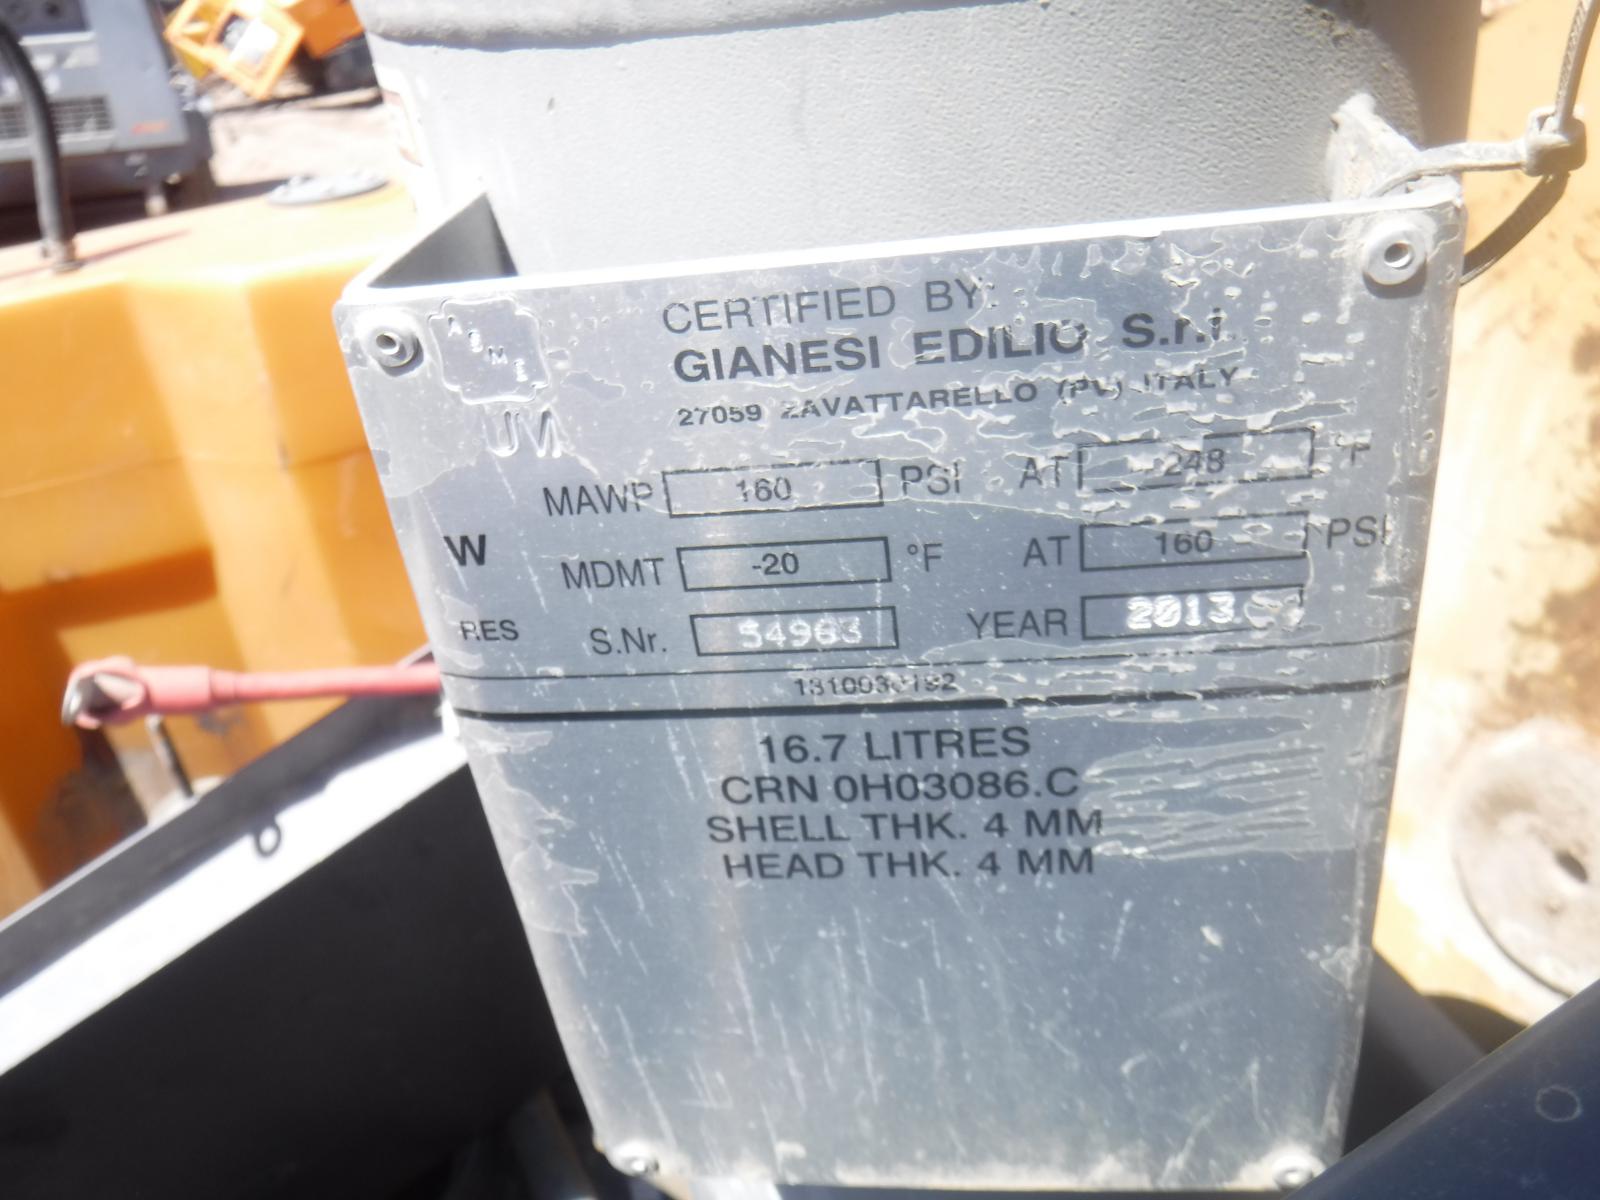 ASME
CERTIFIED BY:
GIANESI EDILIO S.r.l.
27059 ZAVATTARELLO (PV) ITALY
MAWP 160 PSI AT 248 °F
W
MDMT -20 °F AT 160 PSI
RES
S.Nr. 54963 YEAR
16.7 LITRES
CRN 0H03086.C
SHELL THK. 4 MM
HEAD THK. 4 MM